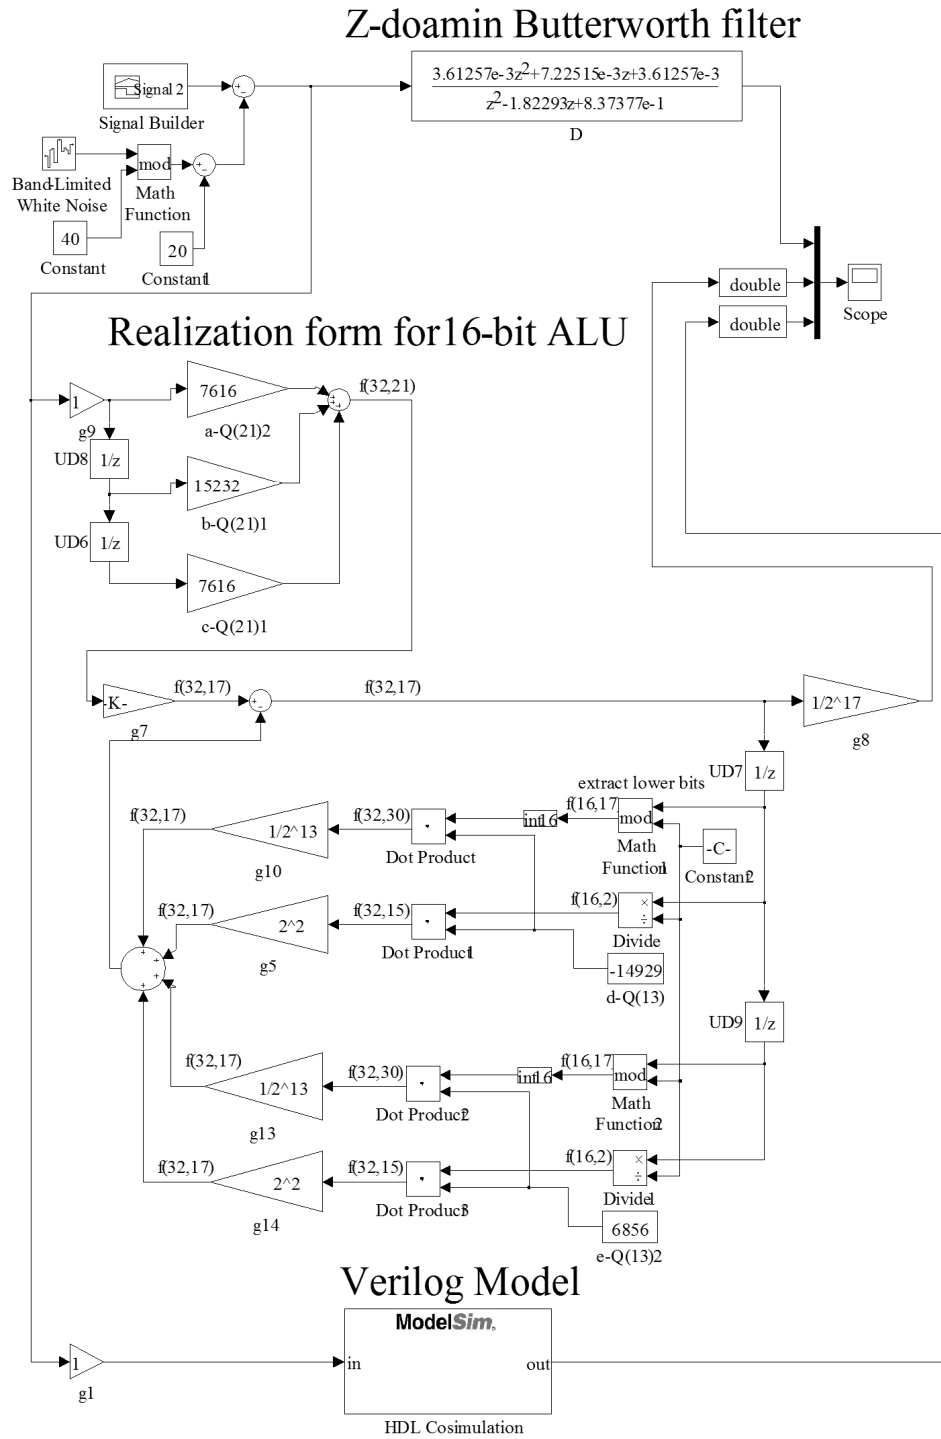 Z-doamin Butterworth filter
Signal 2
Signal Builder
+
−
3.61257e-3z²+7.22515e-3z+3.61257e-3
z²-1.82293z+8.37377e-1
D
Band-Limited
White Noise
mod
Math
Function
+
−
40
Constant
20
Constant1
double
double
Scope
Realization form for16-bit ALU
1
g9
7616
a-Q(21)2
+
+
+
f(32,21)
UD8
1/z
15232
b-Q(21)1
UD6
1/z
7616
c-Q(21)1
-K-
g7
f(32,17)
+
−
f(32,17)
1/2^17
g8
UD7
1/z
extract lower bits
f(32,17)
1/2^13
g10
f(32,30)
Dot Product
int16
f(16,17)
mod
Math
Function1
-C-
Constant2
f(32,17)
2^2
g5
f(32,15)
Dot Product1
f(16,2)
×
÷
Divide
-14929
d-Q(13)
+
+
+
+
UD9
1/z
f(32,17)
1/2^13
g13
f(32,30)
Dot Product2
int16
f(16,17)
mod
Math
Function2
f(32,17)
2^2
g14
f(32,15)
Dot Product3
f(16,2)
×
÷
Divide1
6856
e-Q(13)2
Verilog Model
1
g1
ModelSim.
in
out
HDL Cosimulation